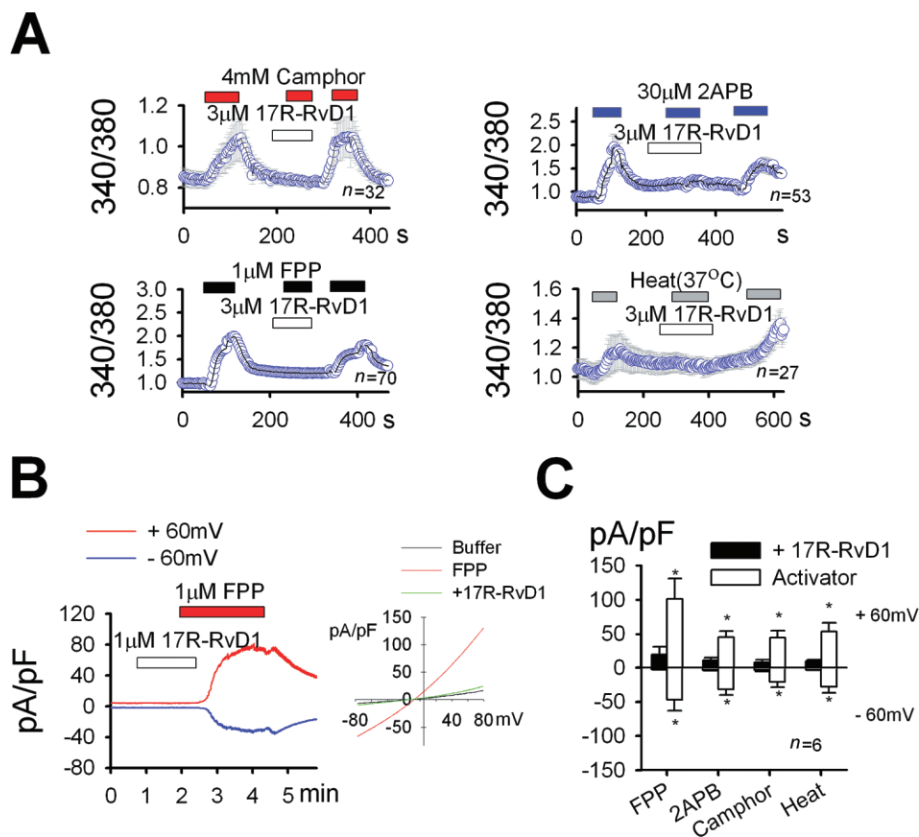 A
4mM Camphor
3μM 17R-RvD1
340/380
1.2
1.0
0.8
n=32
0 200 400 s
30μM 2APB
3μM 17R-RvD1
340/380
2.5
2.0
1.5
1.0
n=53
0 200 400 s
1μM FPP
3μM 17R-RvD1
340/380
3.0
2.5
2.0
1.5
1.0
n=70
0 200 400 s
Heat(37°C)
3μM 17R-RvD1
340/380
1.6
1.4
1.2
1.0
n=27
0 200 400 600 s
B
+ 60mV
- 60mV
1μM FPP
1μM 17R-RvD1
pA/pF
120
80
40
0
-40
-80
0 1 2 3 4 5 min
Buffer
FPP
+17R-RvD1
pA/pF
150
100
50
-50
-80 40 80 mV
C
pA/pF
+ 17R-RvD1
Activator
150
100
50
0
50
-100
-150
* * * *
* * * *
+ 60mV
- 60mV
n=6
FPP 2APB Camphor Heat